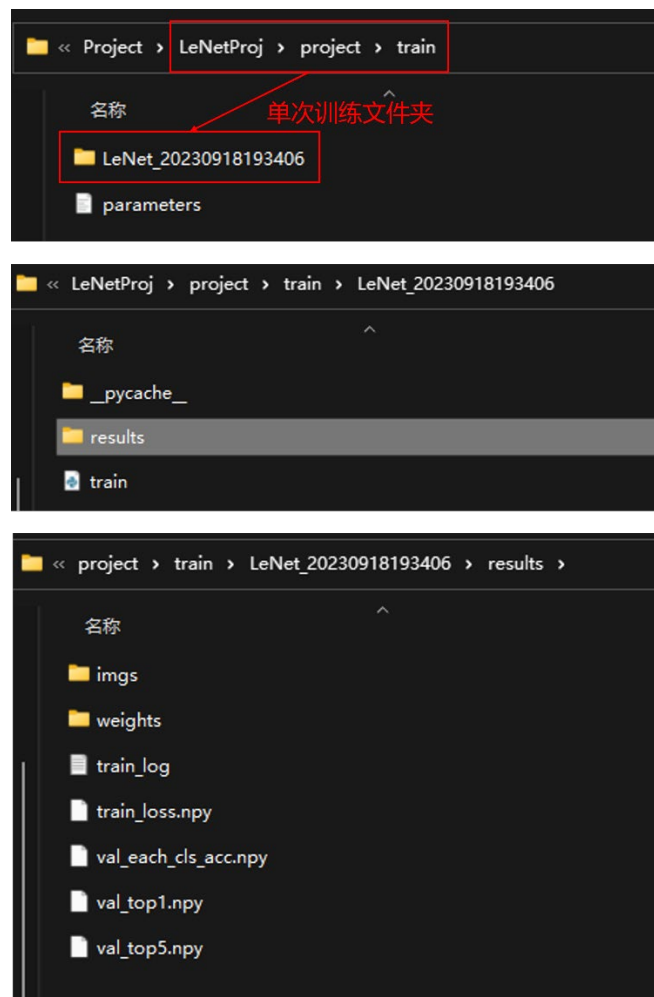 « Project › LeNetProj › project › train
名称
单次训练文件夹
LeNet_20230918193406
parameters
« LeNetProj › project › train › LeNet_20230918193406
名称
__pycache__
results
train
« project › train › LeNet_20230918193406 › results ›
名称
imgs
weights
train_log
train_loss.npy
val_each_cls_acc.npy
val_top1.npy
val_top5.npy